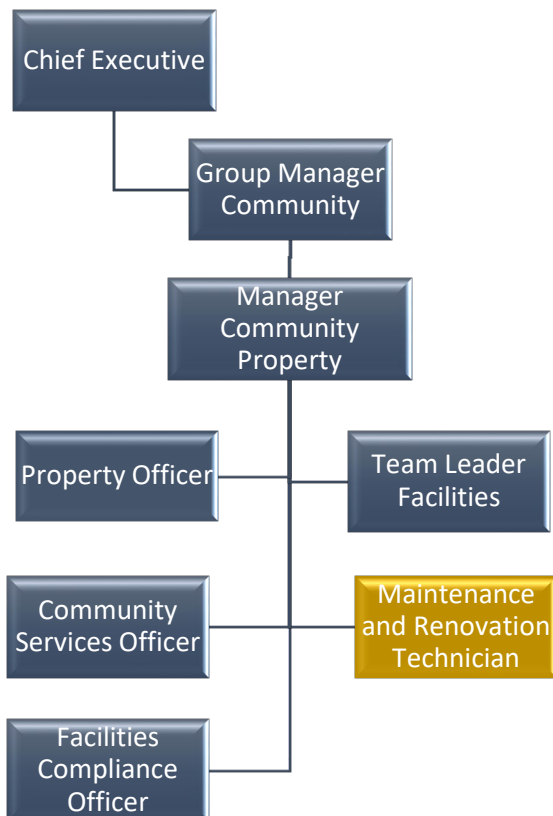 Chief Executive
Group Manager
Community
Manager
Community
Property
Property Officer
Team Leader
Facilities
Community
Services Officer
Maintenance
and Renovation
Technician
Facilities
Compliance
Officer